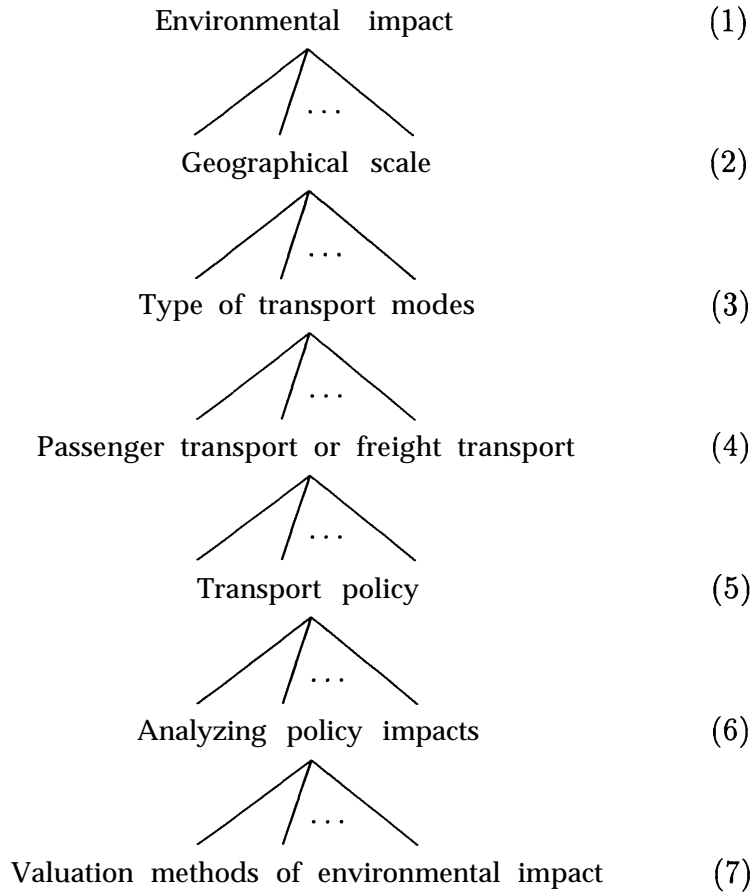 Environmental impact (1)
...
Geographical scale (2)
...
Type of transport modes (3)
...
Passenger transport or freight transport (4)
...
Transport policy (5)
...
Analyzing policy impacts (6)
...
Valuation methods of environmental impact (7)